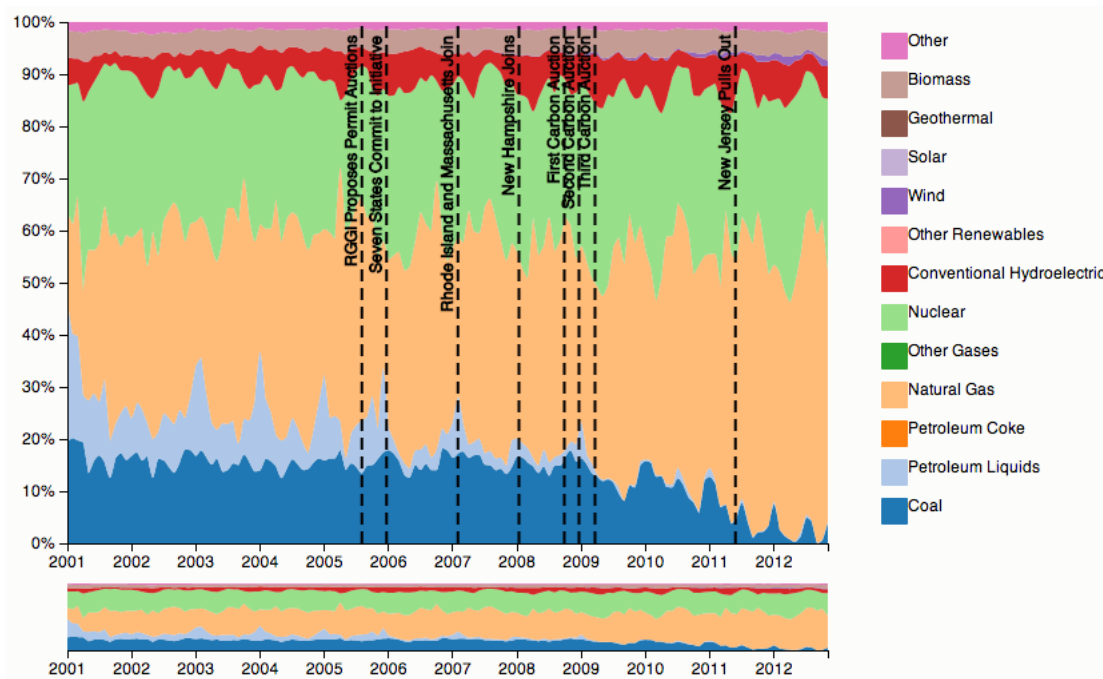 100%
90%
80%
70%
60%
50%
40%
30%
20%
10%
0%
RGGI Proposes Permit Auctions
Seven States Commit to Initiative
Rhode Island and Massachusetts Join
New Hampshire Joins
First Carbon Auction
Second Carbon Auction
Third Carbon Auction
New Jersey Pulls Out
2001 2002 2003 2004 2005 2006 2007 2008 2009 2010 2011 2012
2001 2002 2003 2004 2005 2006 2007 2008 2009 2010 2011 2012
Other
Biomass
Geothermal
Solar
Wind
Other Renewables
Conventional Hydroelectric
Nuclear
Other Gases
Natural Gas
Petroleum Coke
Petroleum Liquids
Coal